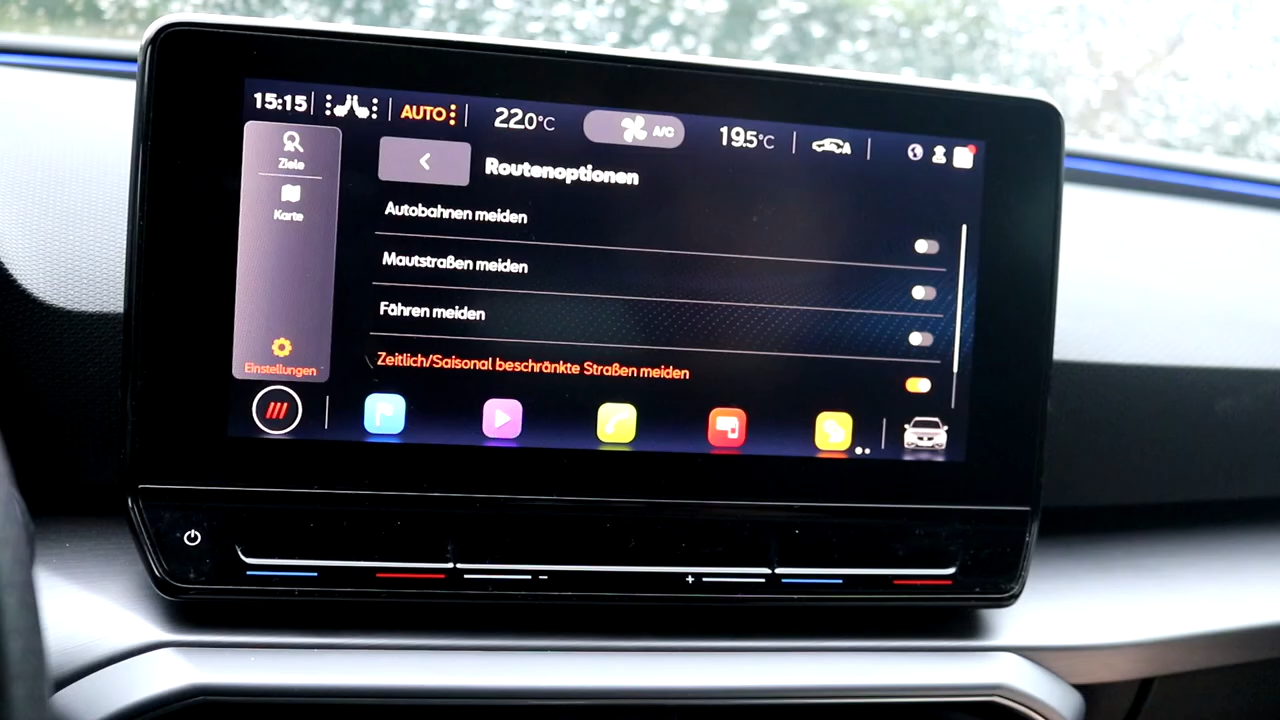 15:15 AUTO 22.0°C A/C 19.5°C A
Ziele
Karte
Einstellungen
Routenoptionen
Autobahnen meiden
Mautstraßen meiden
Fähren meiden
Zeitlich/Saisonal beschränkte Straßen meiden
- +